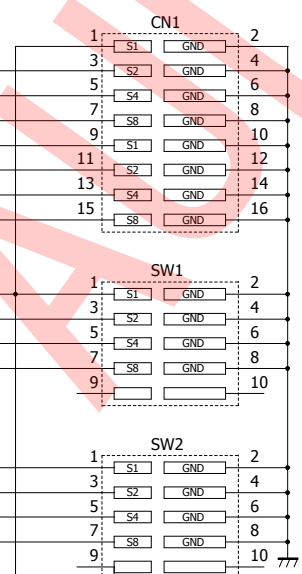 CN1
1 S1 GND 2
3 S2 GND 4
5 S4 GND 6
7 S8 GND 8
9 S1 GND 10
11 S2 GND 12
13 S4 GND 14
15 S8 GND 16
SW1
1 S1 GND 2
3 S2 GND 4
5 S4 GND 6
7 S8 GND 8
9 10
SW2
1 S1 GND 2
3 S2 GND 4
5 S4 GND 6
7 S8 GND 8
9 10